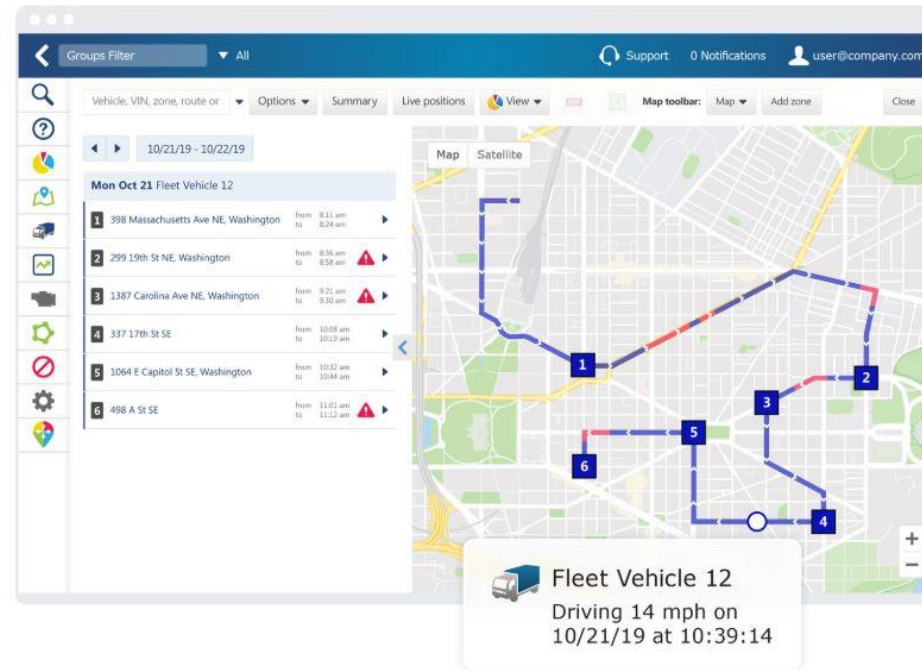 Groups Filter
All
Support
0 Notifications
user@company.com
Vehicle, VIN, zone, route or
Options
Summary
Live positions
View
Map toolbar:
Map
Add zone
Close
10/21/19 - 10/22/19
Mon Oct 21 Fleet Vehicle 12
1 398 Massachusetts Ave NE, Washington from 8:11 am
to 8:24 am
2 299 19th St NE, Washington from 8:56 am
to 8:58 am
3 1387 Carolina Ave NE, Washington from 9:21 am
to 9:30 am
4 337 17th St SE from 10:08 am
to 10:19 am
5 1064 E Capitol St SE, Washington from 10:32 am
to 10:44 am
6 498 A St SE from 11:01 am
to 11:12 am
Map Satellite
1
2
3
5
6
4
+
−
Fleet Vehicle 12
Driving 14 mph on
10/21/19 at 10:39:14